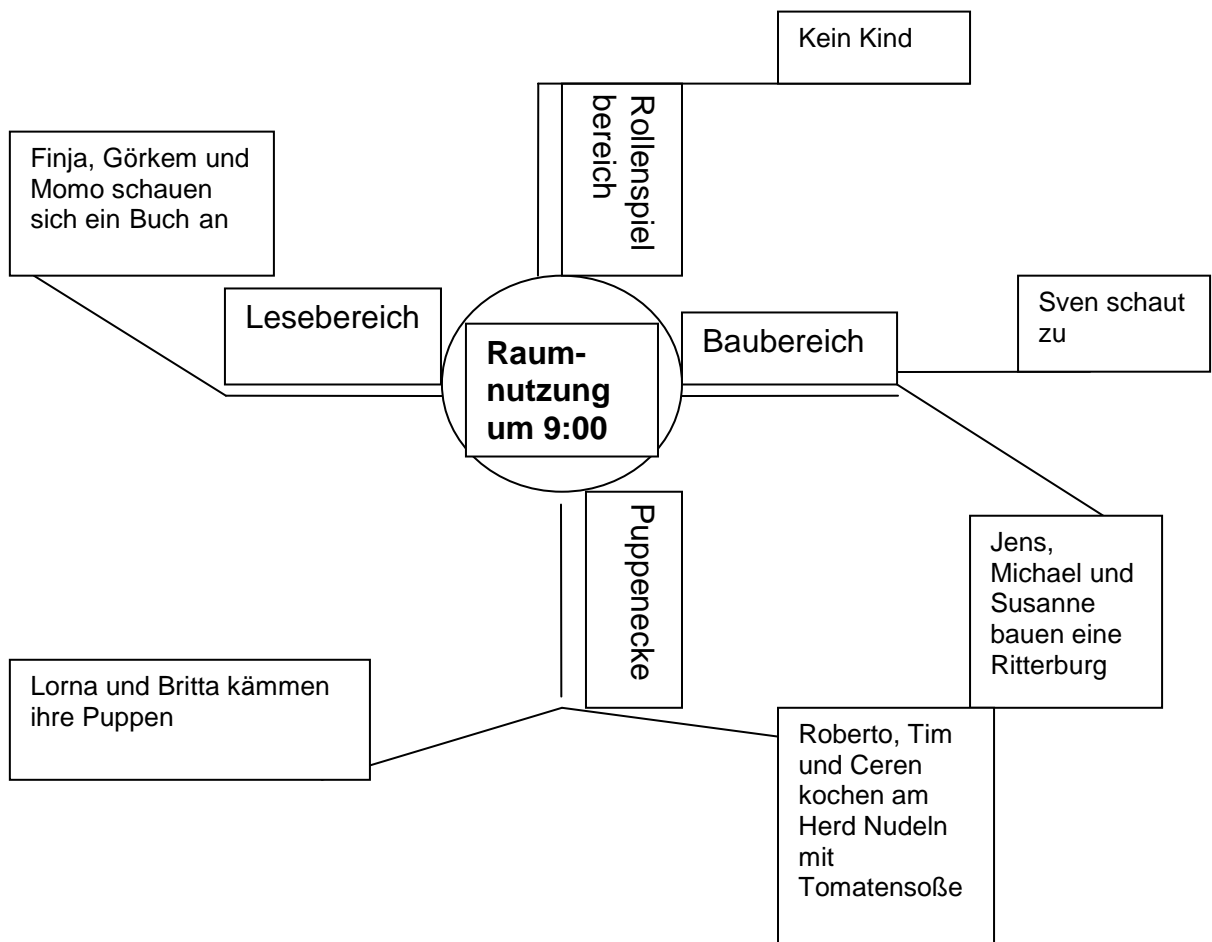 Kein Kind
Rollenspiel
bereich
Finja, Görkem und
Momo schauen
sich ein Buch an
Lesebereich
Raum-
nutzung
um 9:00
Baubereich
Sven schaut
zu
Puppenecke
Jens,
Michael und
Susanne
bauen eine
Ritterburg
Lorna und Britta kämmen
ihre Puppen
Roberto, Tim
und Ceren
kochen am
Herd Nudeln
mit
Tomatensoße